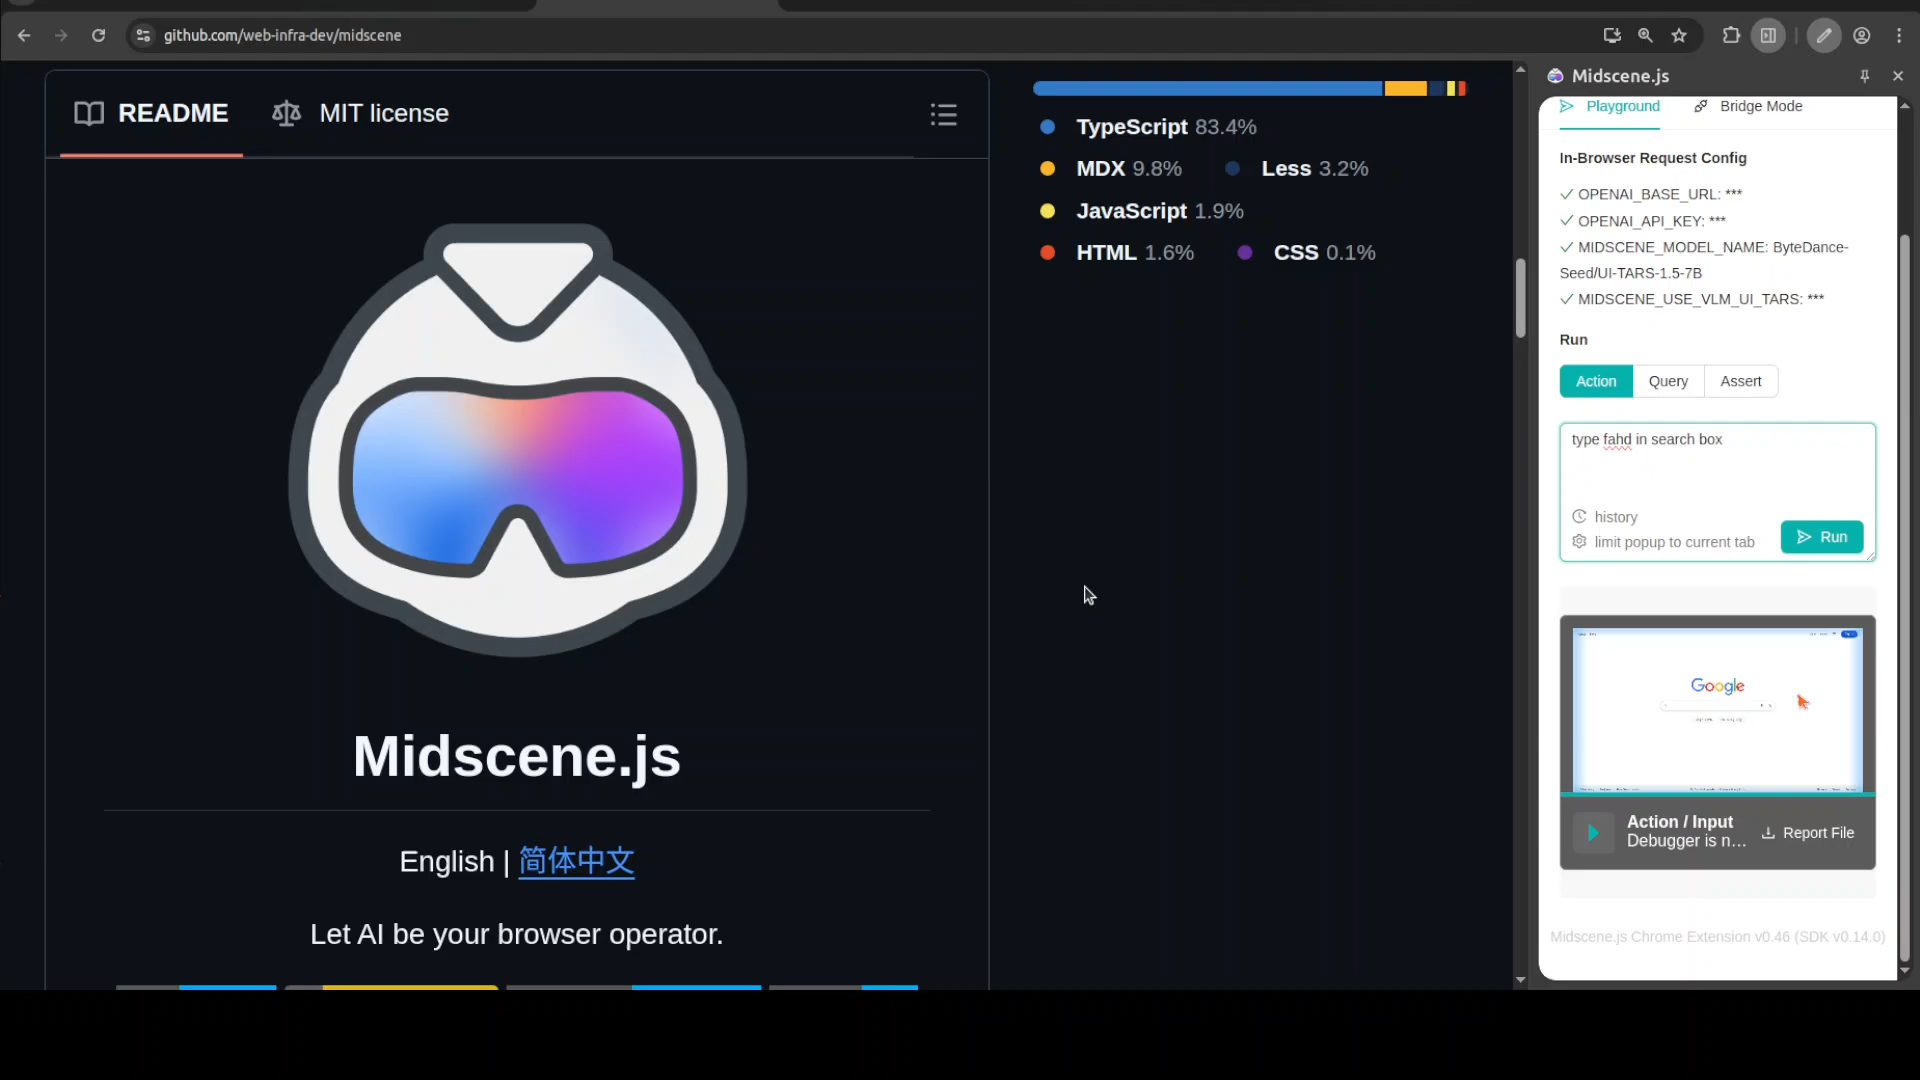 github.com/web-infra-dev/midscene
README
MIT license
TypeScript 83.4%
MDX 9.8%
Less 3.2%
JavaScript 1.9%
HTML 1.6%
CSS 0.1%
Midscene.js
English | 简体中文
Let AI be your browser operator.
Midscene.js
Playground
Bridge Mode
In-Browser Request Config
OPENAI_BASE_URL: ***
OPENAI_API_KEY: ***
MIDSCENE_MODEL_NAME: ByteDance-
Seed/UI-TARS-1.5-7B
MIDSCENE_USE_VLM_UI_TARS: ***
Run
Action
Query
Assert
type fahd in search box
history
limit popup to current tab
Run
Google
Action / Input
Debugger is n...
Report File
Midscene.js Chrome Extension v0.46 (SDK v0.14.0)